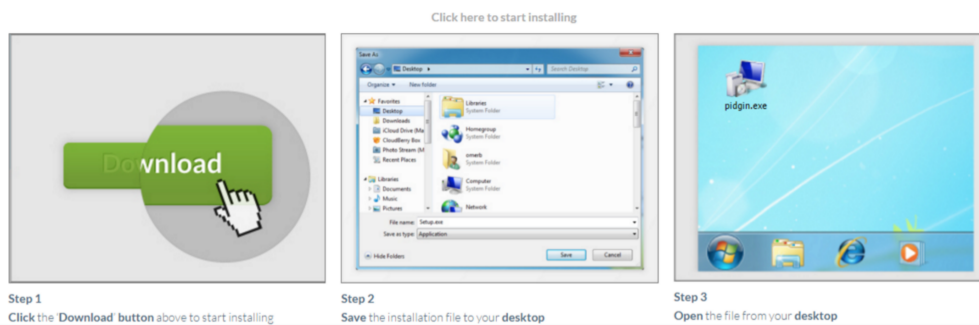 Click here to start installing
Download
Save As
Desktop
Search Desktop
Organize
New folder
Favorites
Desktop
Downloads
iCloud Drive (Ma
CloudBerry Box
Photo Stream (M
Recent Places
Libraries
Documents
Music
Pictures
Libraries
System Folder
Homegroup
System Folder
System Folder
Computer
System Folder
Network
File name: Setup.exe
Save as type: Application
Hide Folders
Save
Cancel
pidgin.exe
Step 1
Click the 'Download' button above to start installing
Step 2
Save the installation file to your desktop
Step 3
Open the file from your desktop